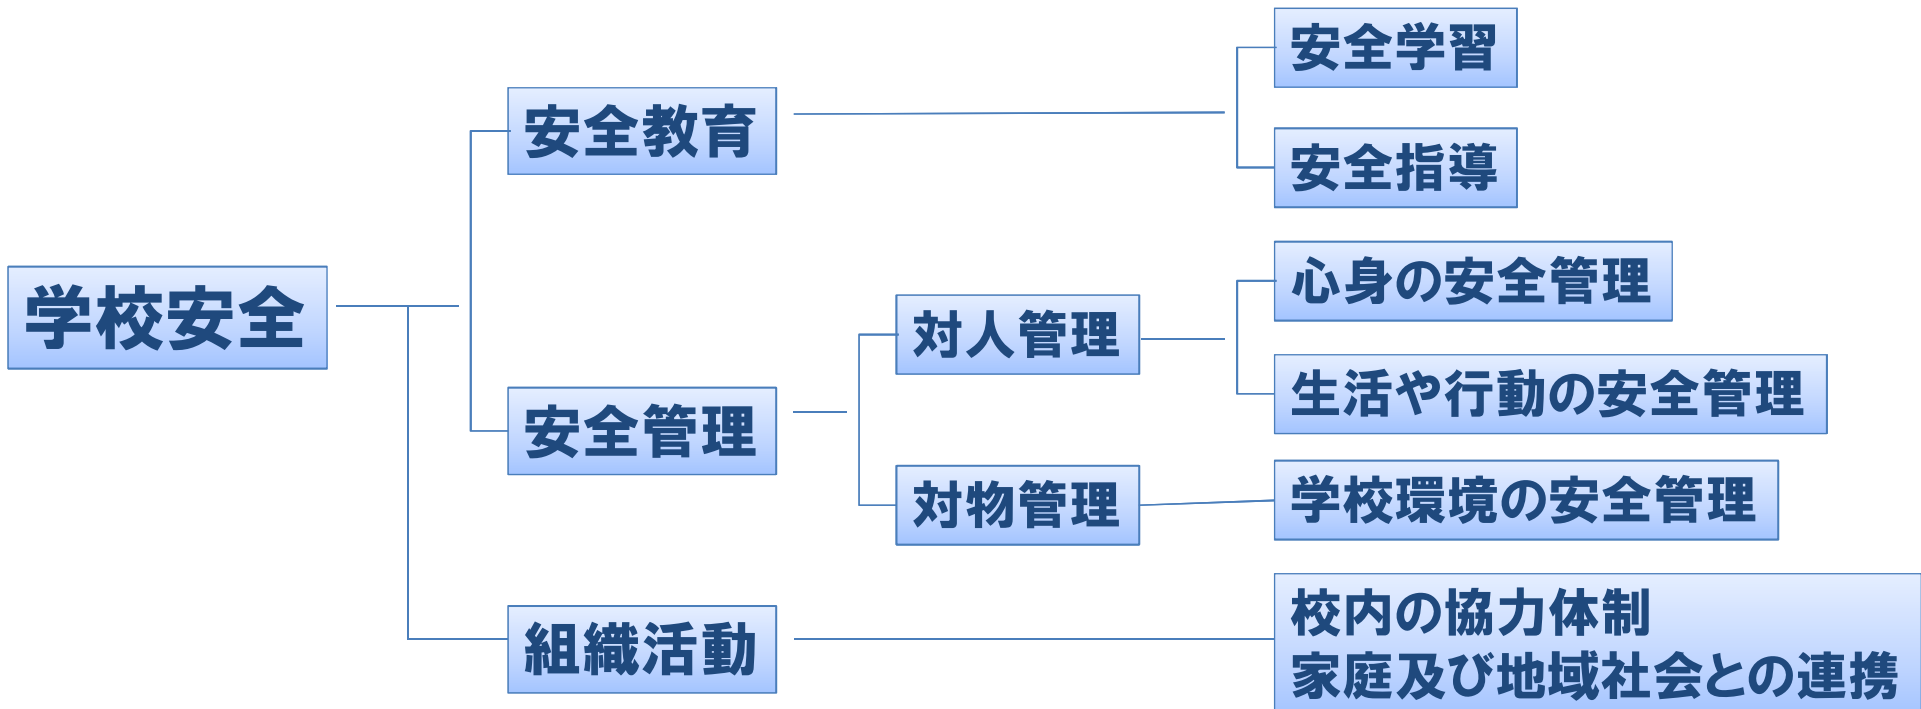 学校安全
安全教育
安全学習
安全指導
安全管理
対人管理
心身の安全管理
生活や行動の安全管理
対物管理
学校環境の安全管理
組織活動
校内の協力体制
家庭及び地域社会との連携